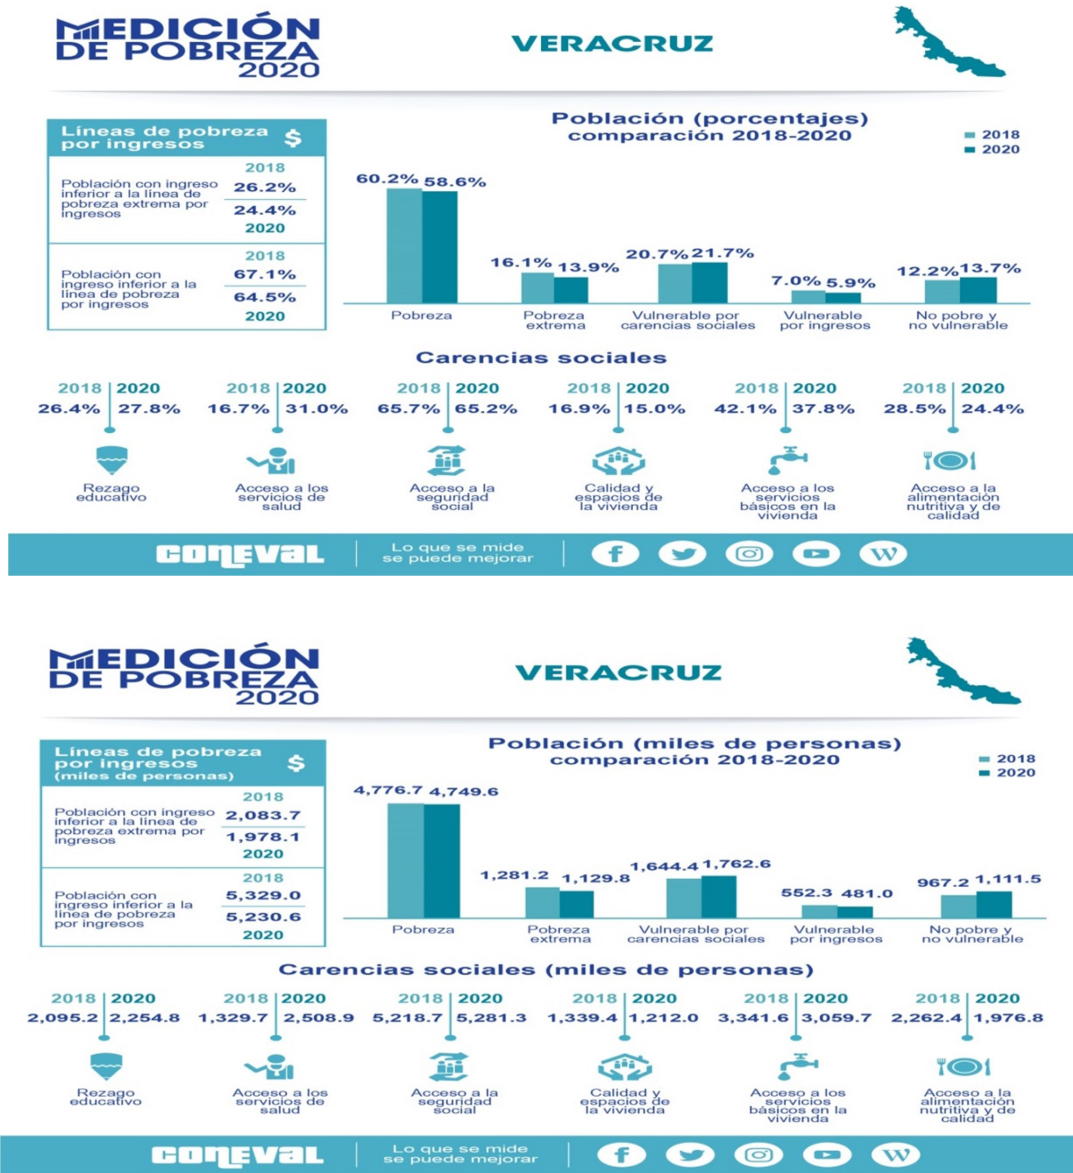 MEDICIÓN
DE POBREZA
2020
VERACRUZ
Líneas de pobreza
por ingresos
$
2018
Población con ingreso
inferior a la línea de
pobreza extrema por
ingresos
26.2%
24.4%
2020
2018
Población con
ingreso inferior a la
línea de pobreza
por ingresos
67.1%
64.5%
2020
Población (porcentajes)
comparación 2018-2020
2018
2020
60.2% 58.6%
16.1% 13.9%
20.7% 21.7%
7.0% 5.9%
12.2% 13.7%
Pobreza
Pobreza
extrema
Vulnerable por
carencias sociales
Vulnerable
por ingresos
No pobre y
no vulnerable
Carencias sociales
2018 2020
26.4% 27.8%
Rezago
educativo
2018 2020
16.7% 31.0%
Acceso a los
servicios de
salud
2018 2020
65.7% 65.2%
Acceso a la
seguridad
social
2018 2020
16.9% 15.0%
Calidad y
espacios de
la vivienda
2018 2020
42.1% 37.8%
Acceso a los
servicios
básicos en la
vivienda
2018 2020
28.5% 24.4%
Acceso a la
alimentación
nutritiva y de
calidad
CONEVAL
Lo que se mide
se puede mejorar
f
W
MEDICIÓN
DE POBREZA
2020
VERACRUZ
Líneas de pobreza
por ingresos
(miles de personas)
$
2018
Población con ingreso
inferior a la línea de
pobreza extrema por
ingresos
2,083.7
1,978.1
2020
2018
Población con
ingreso inferior a la
línea de pobreza
por ingresos
5,329.0
5,230.6
2020
Población (miles de personas)
comparación 2018-2020
2018
2020
4,776.7 4,749.6
1,281.2 1,129.8
1,644.4 1,762.6
552.3 481.0
967.2 1,111.5
Pobreza
Pobreza
extrema
Vulnerable por
carencias sociales
Vulnerable
por ingresos
No pobre y
no vulnerable
Carencias sociales (miles de personas)
2018 2020
2,095.2 2,254.8
Rezago
educativo
2018 2020
1,329.7 2,508.9
Acceso a los
servicios de
salud
2018 2020
5,218.7 5,281.3
Acceso a la
seguridad
social
2018 2020
1,339.4 1,212.0
Calidad y
espacios de
la vivienda
2018 2020
3,341.6 3,059.7
Acceso a los
servicios
básicos en la
vivienda
2018 2020
2,262.4 1,976.8
Acceso a la
alimentación
nutritiva y de
calidad
CONEVAL
Lo que se mide
se puede mejorar
f
W